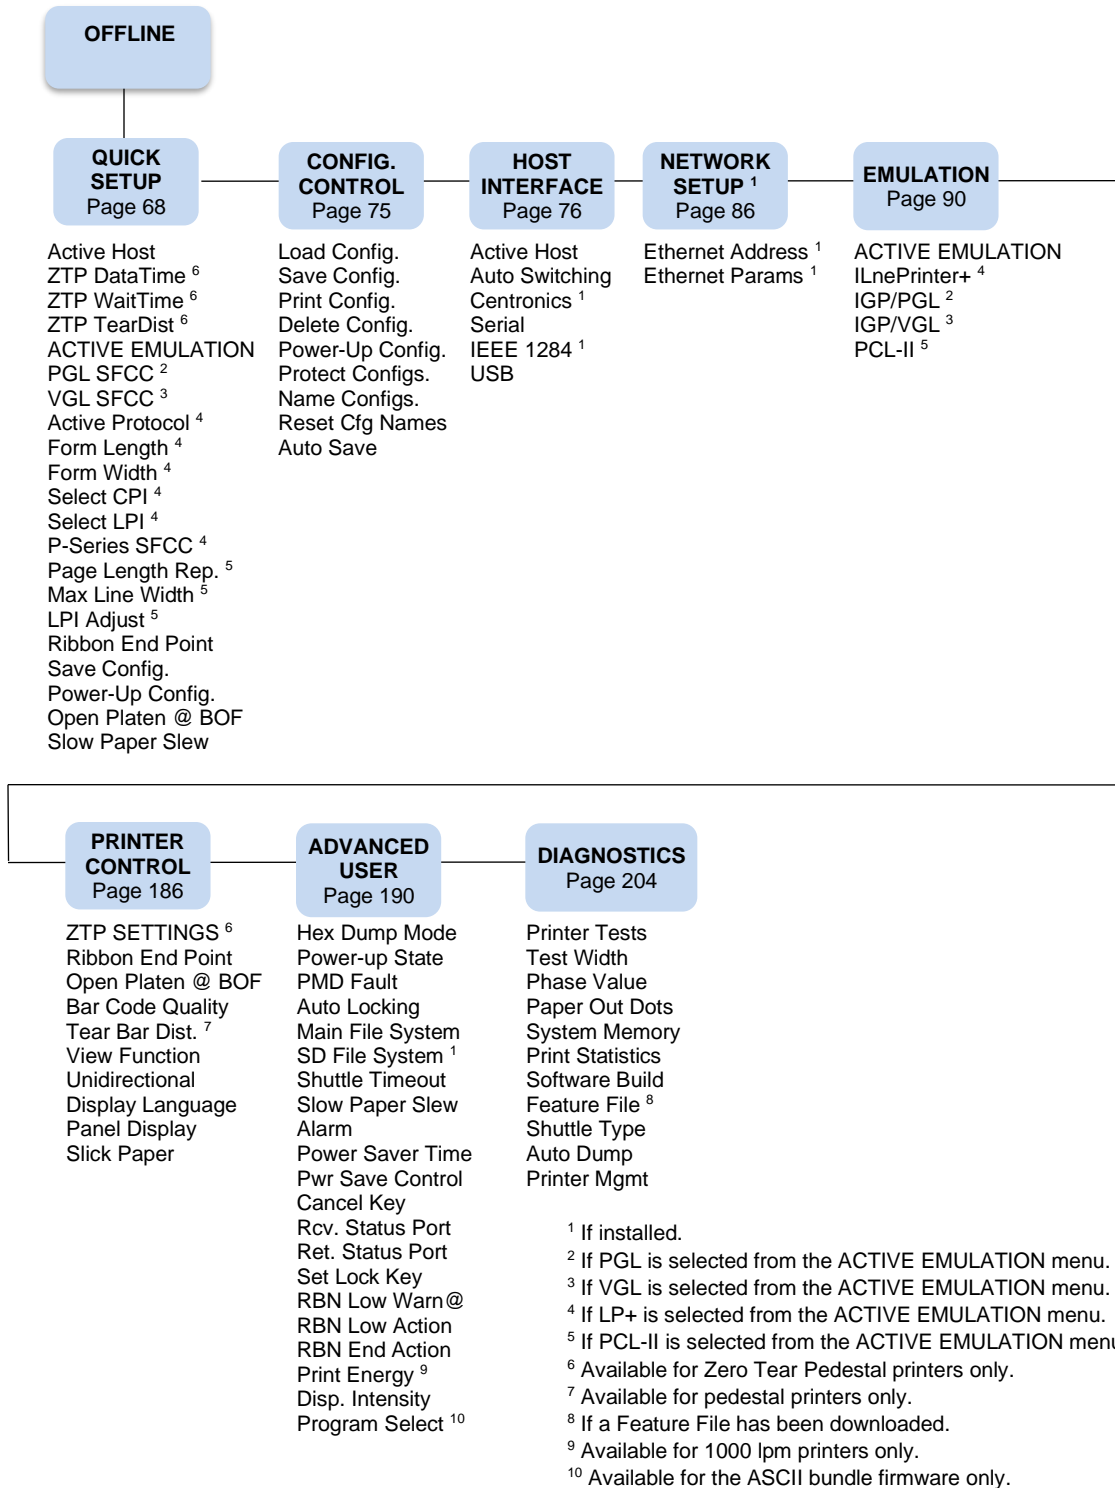 OFFLINE
QUICK
SETUP
Page 68
Active Host
ZTP DataTime 6
ZTP WaitTime 6
ZTP TearDist 6
ACTIVE EMULATION
PGL SFCC 2
VGL SFCC 3
Active Protocol 4
Form Length 4
Form Width 4
Select CPI 4
Select LPI 4
P-Series SFCC 4
Page Length Rep. 5
Max Line Width 5
LPI Adjust 5
Ribbon End Point
Save Config.
Power-Up Config.
Open Platen @ BOF
Slow Paper Slew
CONFIG.
CONTROL
Page 75
Load Config.
Save Config.
Print Config.
Delete Config.
Power-Up Config.
Protect Configs.
Name Configs.
Reset Cfg Names
Auto Save
HOST
INTERFACE
Page 76
Active Host
Auto Switching
Centronics 1
Serial
IEEE 1284 1
USB
NETWORK
SETUP 1
Page 86
Ethernet Address 1
Ethernet Params 1
EMULATION
Page 90
ACTIVE EMULATION
ILnePrinter+ 4
IGP/PGL 2
IGP/VGL 3
PCL-II 5
PRINTER
CONTROL
Page 186
ZTP SETTINGS 6
Ribbon End Point
Open Platen @ BOF
Bar Code Quality
Tear Bar Dist. 7
View Function
Unidirectional
Display Language
Panel Display
Slick Paper
ADVANCED
USER
Page 190
Hex Dump Mode
Power-up State
PMD Fault
Auto Locking
Main File System
SD File System 1
Shuttle Timeout
Slow Paper Slew
Alarm
Power Saver Time
Pwr Save Control
Cancel Key
Rcv. Status Port
Ret. Status Port
Set Lock Key
RBN Low Warn@
RBN Low Action
RBN End Action
Print Energy 9
Disp. Intensity
Program Select 10
DIAGNOSTICS
Page 204
Printer Tests
Test Width
Phase Value
Paper Out Dots
System Memory
Print Statistics
Software Build
Feature File 8
Shuttle Type
Auto Dump
Printer Mgmt
1 If installed.
2 If PGL is selected from the ACTIVE EMULATION menu.
3 If VGL is selected from the ACTIVE EMULATION menu.
4 If LP+ is selected from the ACTIVE EMULATION menu.
5 If PCL-II is selected from the ACTIVE EMULATION menu
6 Available for Zero Tear Pedestal printers only.
7 Available for pedestal printers only.
8 If a Feature File has been downloaded.
9 Available for 1000 lpm printers only.
10 Available for the ASCII bundle firmware only.